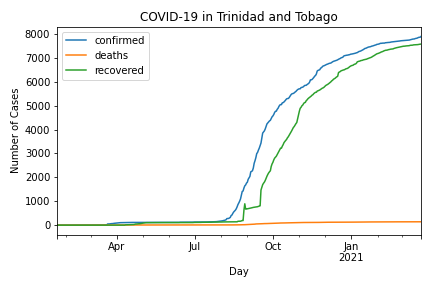 COVID-19 in Trinidad and Tobago
confirmed
deaths
recovered
Number of Cases
8000
7000
6000
5000
4000
3000
2000
1000
0
Apr
Jul
Oct
Jan
2021
Day